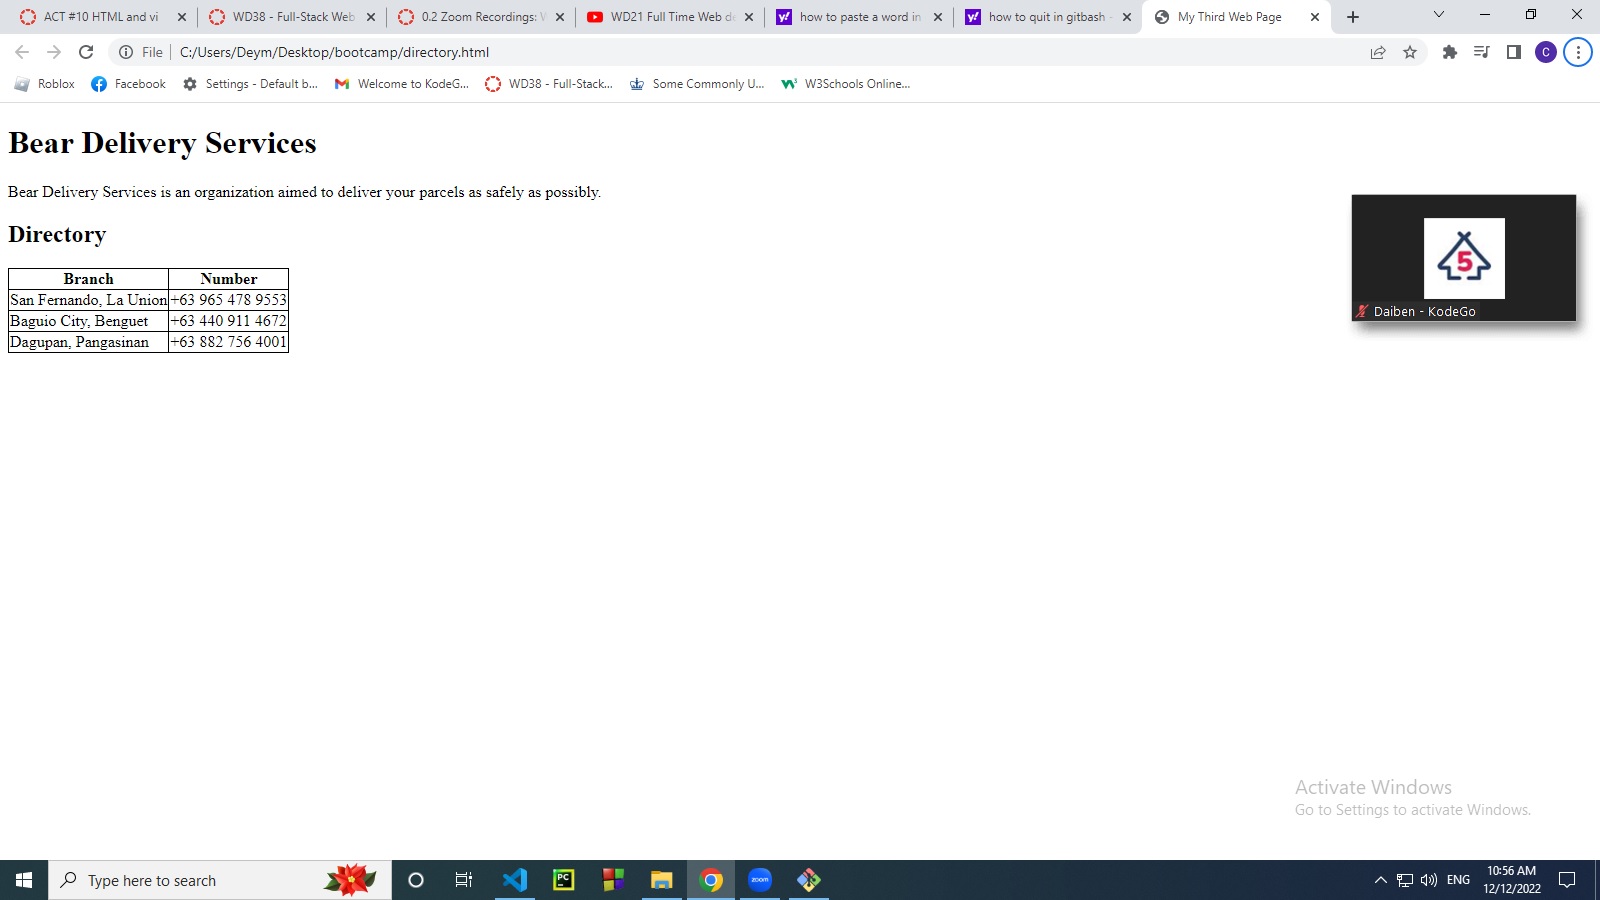 ACT #10 HTML and vi
WD38 - Full-Stack Web
0.2 Zoom Recordings: W
WD21 Full Time Web de
how to paste a word in
how to quit in gitbash -
My Third Web Page
File
C:/Users/Deym/Desktop/bootcamp/directory.html
C
Roblox
Facebook
Settings - Default b...
Welcome to KodeG...
WD38 - Full-Stack...
Some Commonly U...
W3Schools Online...
Bear Delivery Services
Bear Delivery Services is an organization aimed to deliver your parcels as safely as possibly.
Directory
Branch Number
San Fernando, La Union +63 965 478 9553
Baguio City, Benguet +63 440 911 4672
Dagupan, Pangasinan +63 882 756 4001
5
Daiben - KodeGo
Activate Windows
Go to Settings to activate Windows.
Type here to search
PC
zoom
ENG
10:56 AM
12/12/2022